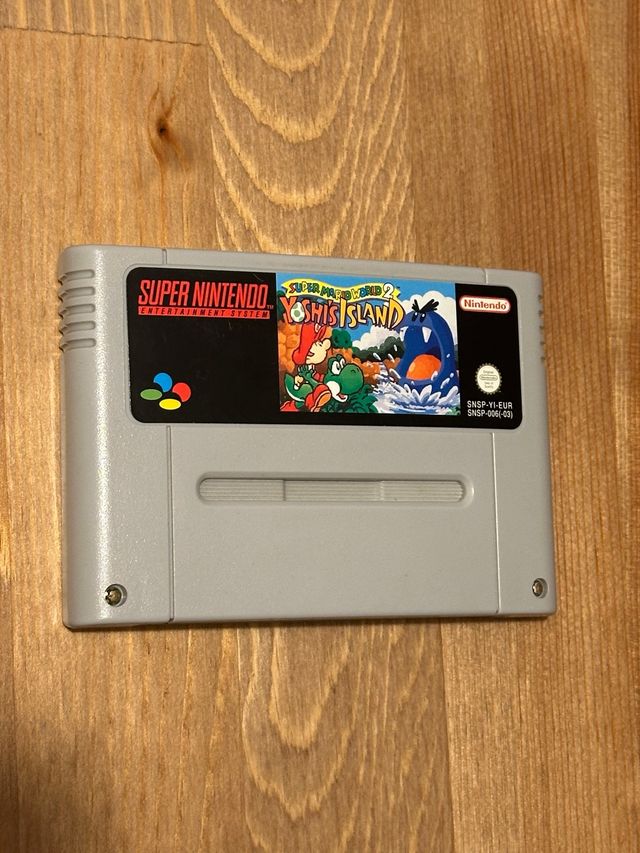 SUPER NINTENDO
ENTERTAINMENT SYSTEM
SUPER MARIO WORLD 2
YOSHI'S ISLAND
Nintendo
SNSP-YI-EUR
SNSP-006(-03)